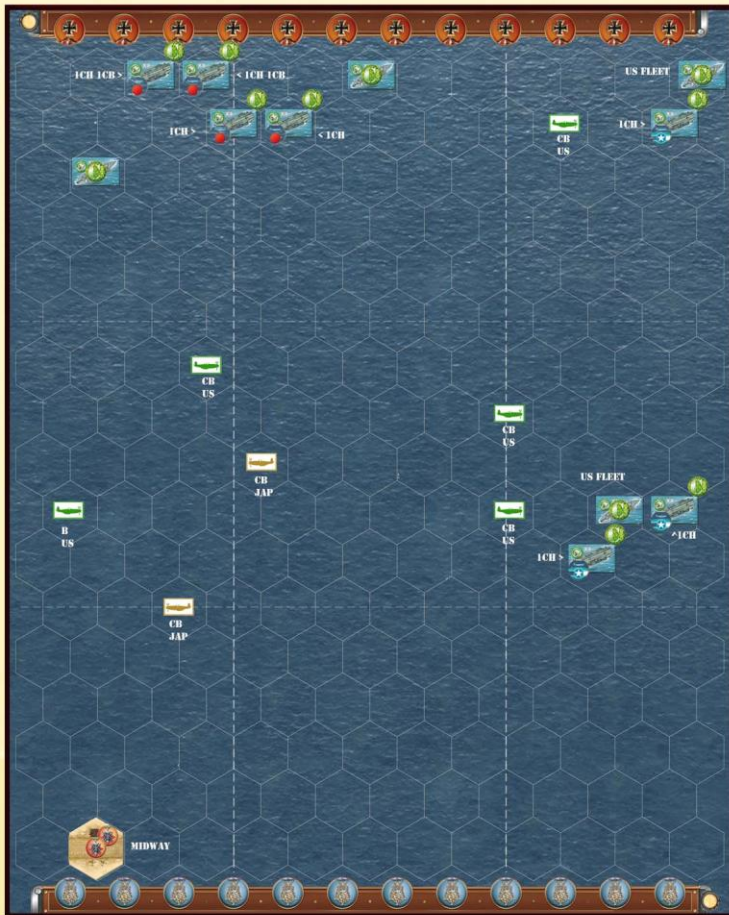 1CH 1CB >
< 1CH 1CB
US FLEET
1CH >
< 1CH
CB
US
1CH >
CB
US
CB
US
CB
JAP
US FLEET
B
US
CB
US
^1CH
1CH >
CB
JAP
MIDWAY